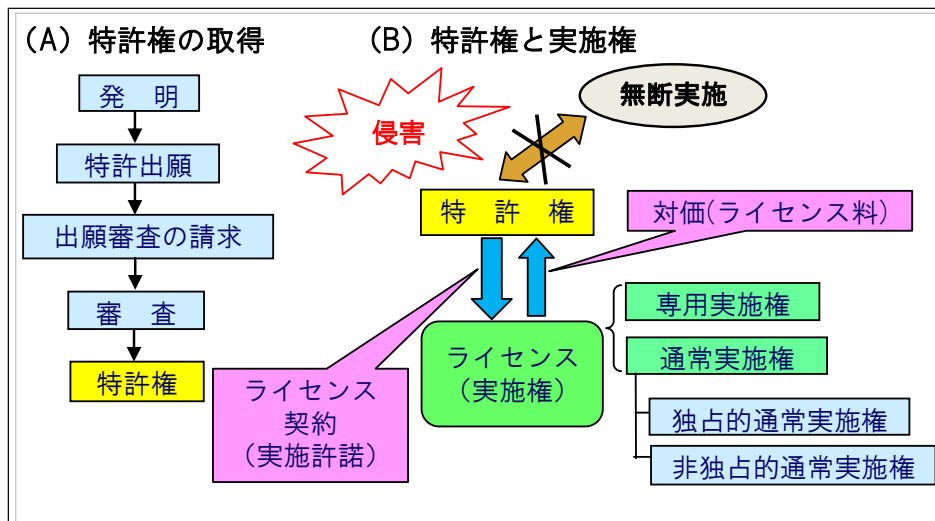 (A) 特許権の取得
発 明
特許出願
出願審査の請求
審 査
特許権
(B) 特許権と実施権
侵害
無断実施
特 許 権
対価(ライセンス料)
ライセンス
契約
(実施許諾)
ライセンス
(実施権)
専用実施権
通常実施権
独占的通常実施権
非独占的通常実施権